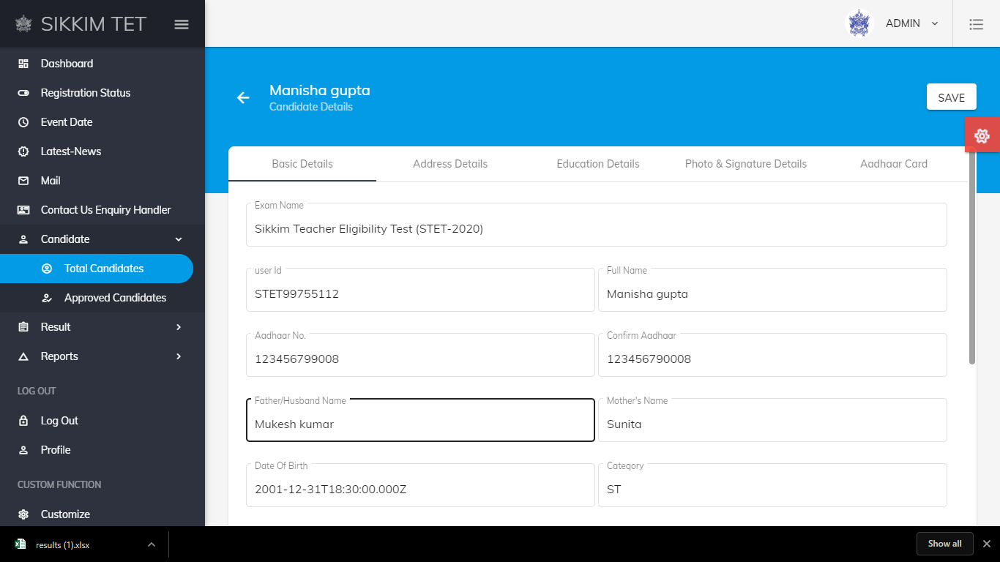 SIKKIM TET
ADMIN
Dashboard
Registration Status
Event Date
Latest-News
Mail
Contact Us Enquiry Handler
Candidate
Total Candidates
Approved Candidates
Result
Reports
LOG OUT
Log Out
Profile
CUSTOM FUNCTION
Customize
Manisha gupta
Candidate Details
SAVE
Basic Details Address Details Education Details Photo & Signature Details Aadhaar Card
Exam Name
Sikkim Teacher Eligibility Test (STET-2020)
user Id Full Name
STET99755112 Manisha gupta
Aadhaar No. Confirm Aadhaar
123456799008 123456790008
Father/Husband Name Mother's Name
Mukesh kumar Sunita
Date Of Birth Category
2001-12-31T18:30:00.000Z ST
results (1).xlsx Show all